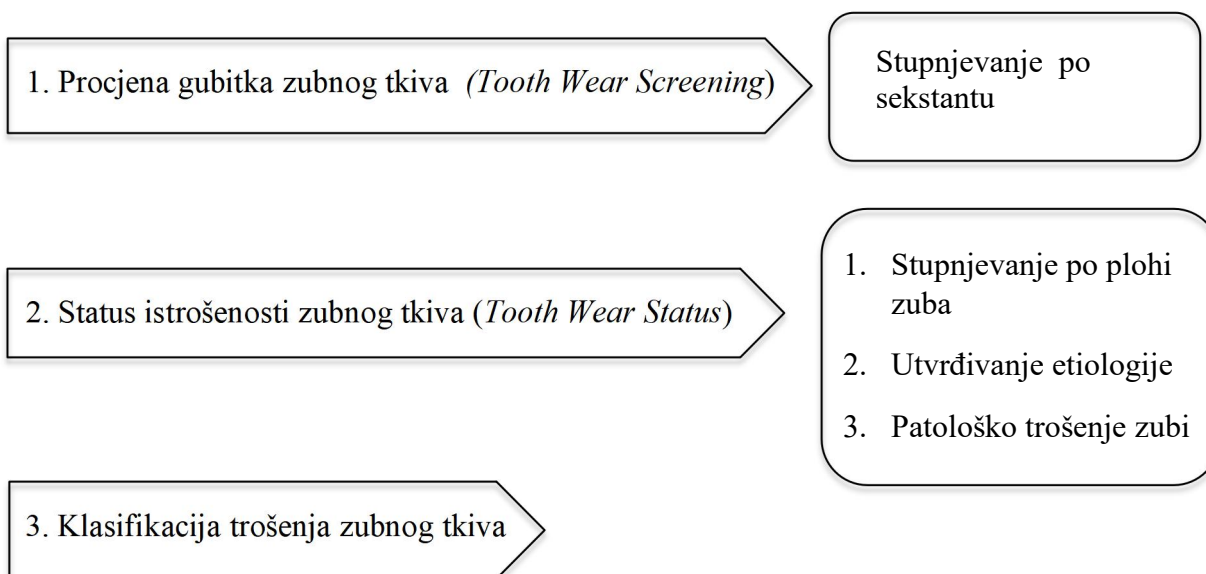 1. Procjena gubitka zubnog tkiva (Tooth Wear Screening)
Stupnjevanje po
sekstantu
2. Status istrošenosti zubnog tkiva (Tooth Wear Status)
1. Stupnjevanje po plohi
zuba
2. Utvrđivanje etiologije
3. Patološko trošenje zubi
3. Klasifikacija trošenja zubnog tkiva